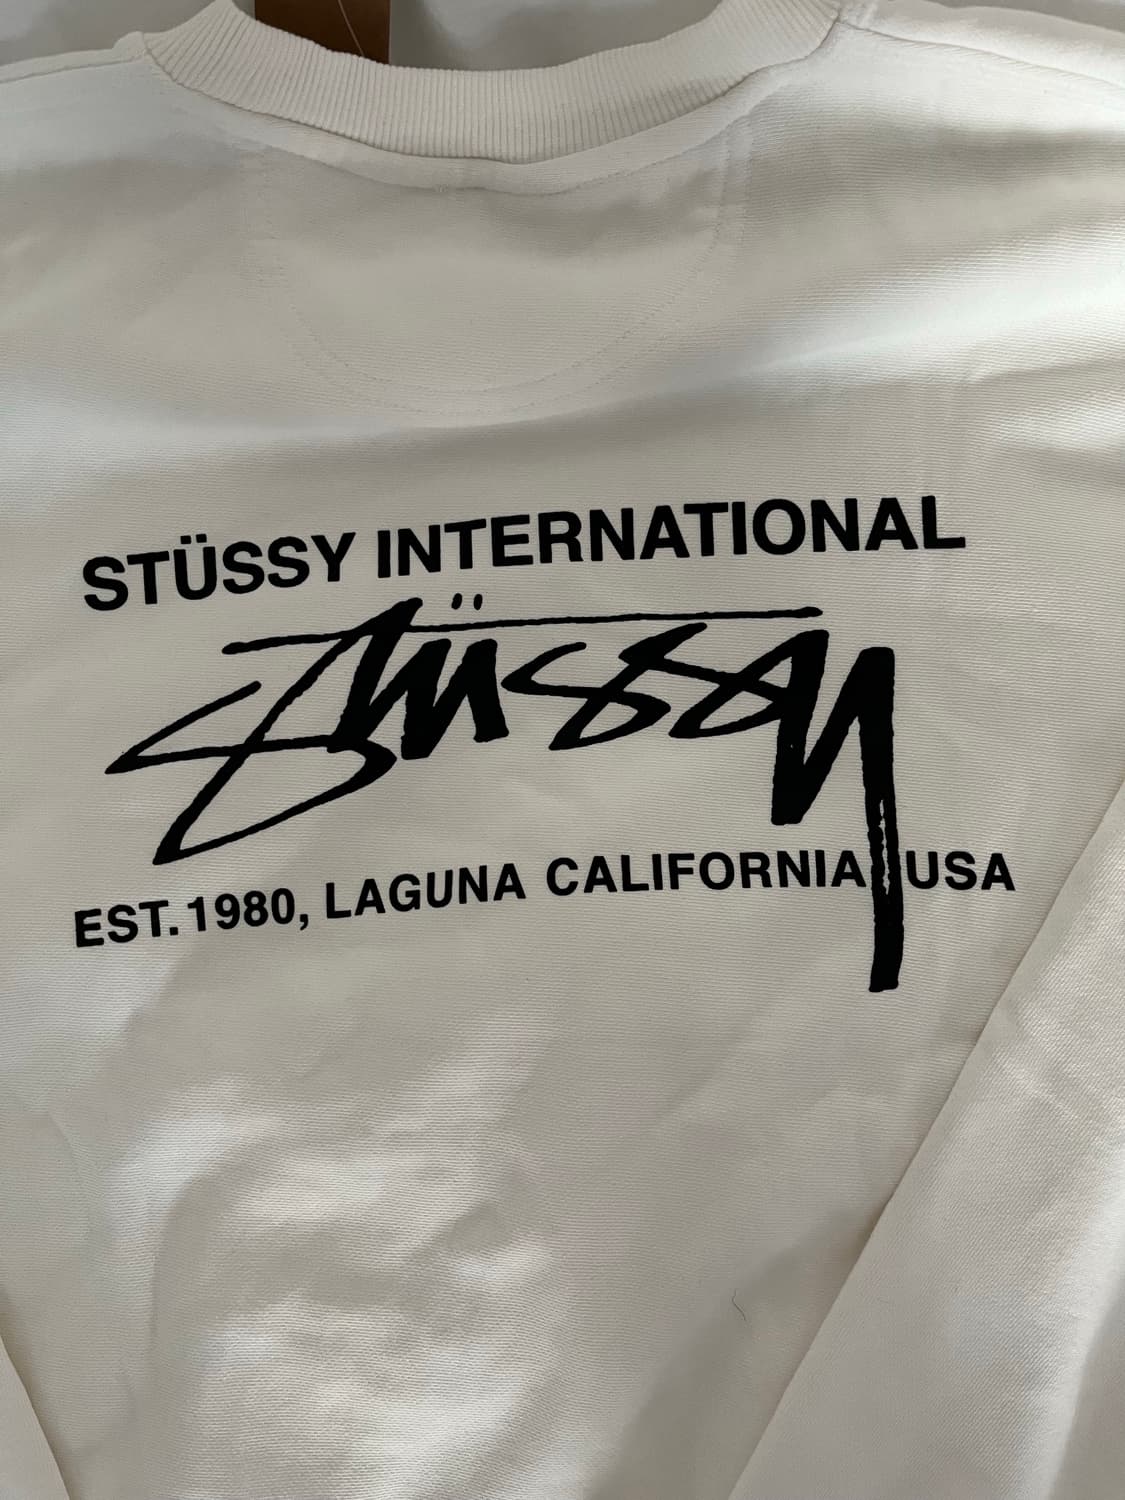 STÜSSY INTERNATIONAL
Stüssy
EST. 1980, LAGUNA CALIFORNIA USA